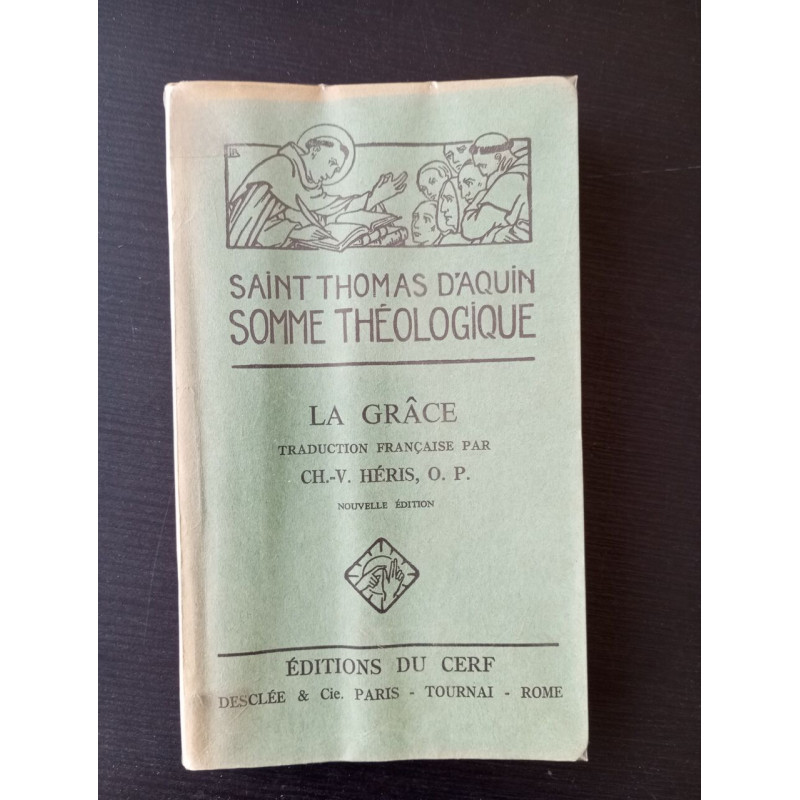 SAINT THOMAS D'AQUIN
SOMME THÉOLOGIQUE
LA GRÂCE
TRADUCTION FRANÇAISE PAR
CH.-V. HÉRIS, O. P.
NOUVELLE ÉDITION
ÉDITIONS DU CERF
DESCLÉE & Cie. PARIS - TOURNAI - ROME